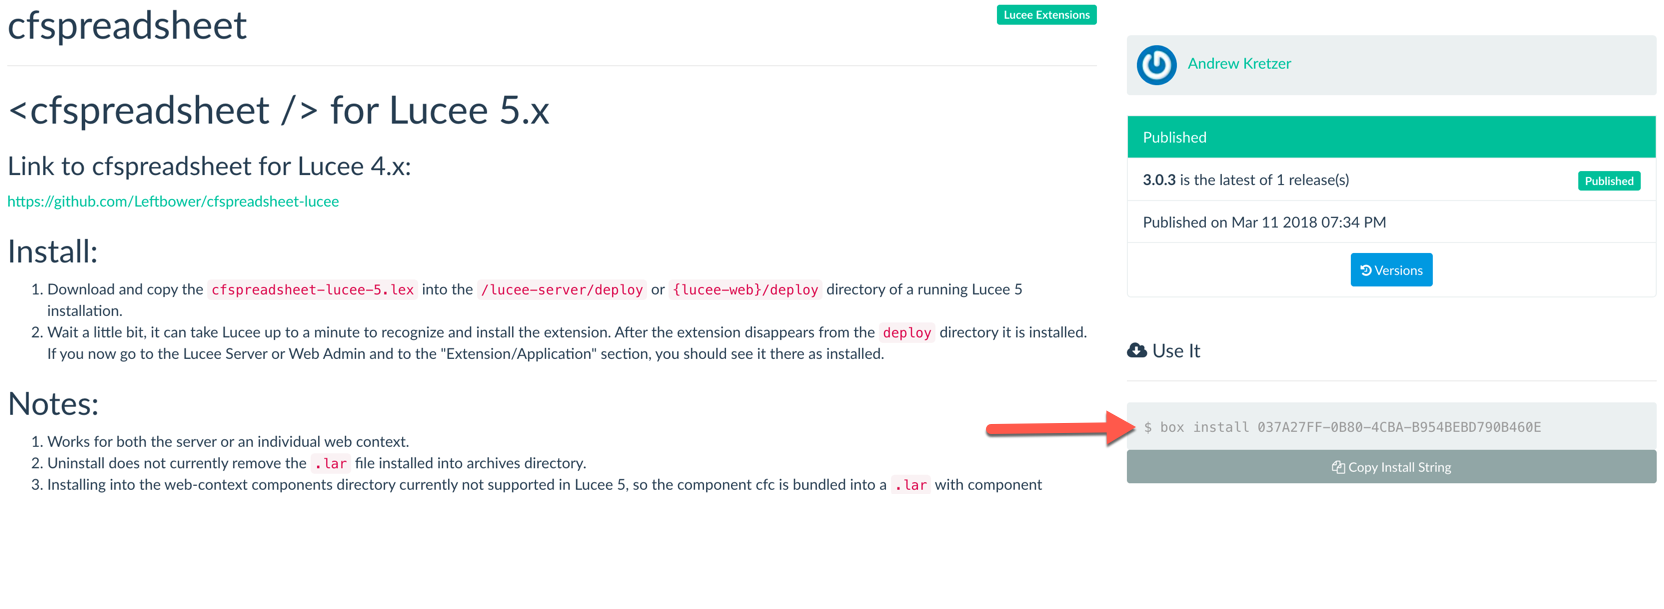 cfspreadsheet
Lucee Extensions
<cfspreadsheet /> for Lucee 5.x
Link to cfspreadsheet for Lucee 4.x:
https://github.com/Leftbower/cfspreadsheet-lucee
Install:
1. Download and copy the cfspreadsheet-lucee-5.lex into the /lucee-server/deploy or {lucee-web}/deploy directory of a running Lucee 5
installation.
2. Wait a little bit, it can take Lucee up to a minute to recognize and install the extension. After the extension disappears from the deploy directory it is installed.
If you now go to the Lucee Server or Web Admin and to the "Extension/Application" section, you should see it there as installed.
Notes:
1. Works for both the server or an individual web context.
2. Uninstall does not currently remove the .lar file installed into archives directory.
3. Installing into the web-context components directory currently not supported in Lucee 5, so the component cfc is bundled into a .lar with component
Andrew Kretzer
Published
3.0.3 is the latest of 1 release(s)
Published
Published on Mar 11 2018 07:34 PM
Versions
Use It
$ box install 037A27FF-0B80-4CBA-B954BEBD790B460E
Copy Install String